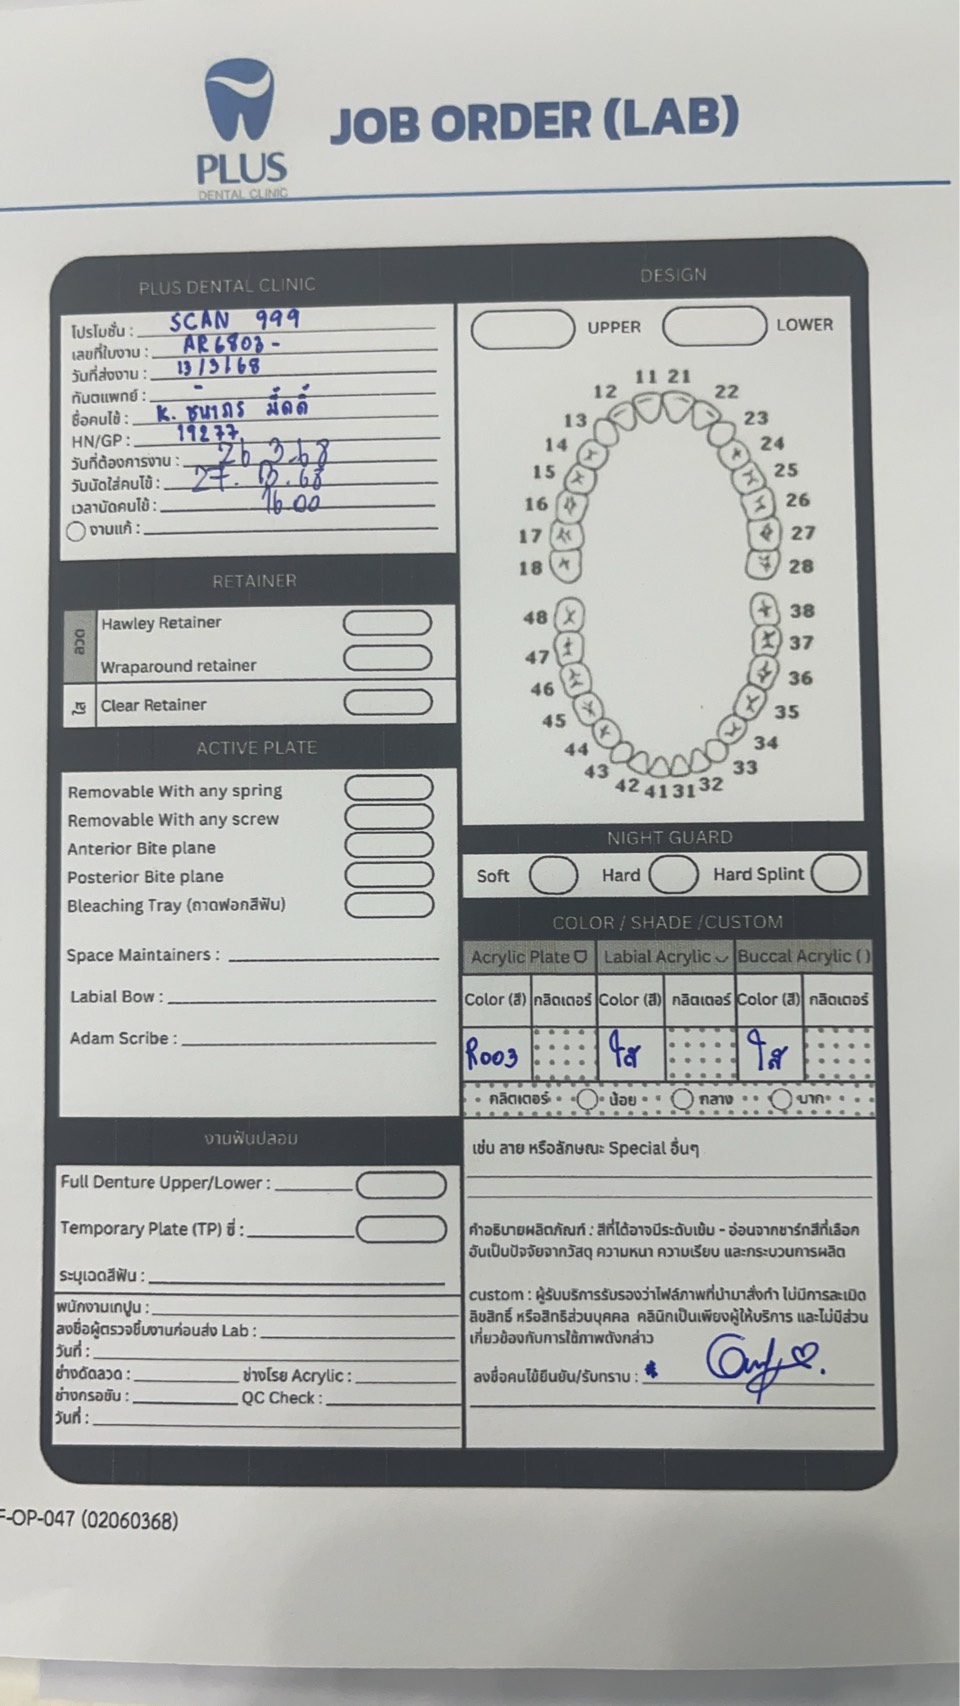 PLUS
DENTAL CLINIC
JOB ORDER (LAB)
PLUS DENTAL CLINIC
โปรโมชั่น : SCAN 999
เลขที่ใบงาน : AR6803-
วันที่ส่งงาน : 13/3/68
ทันตแพทย์ : -
ชื่อคนไข้ : K. ชนาภร
HN/GP : 19277
วันที่ต้องการงาน : 26.3.68
วันนัดใส่คนไข้ : 27. .68
เวลานัดคนไข้ : 16.00
งานแก้ :
RETAINER
ลวด
Hawley Retainer
Wraparound retainer
ใส
Clear Retainer
ACTIVE PLATE
Removable With any spring
Removable With any screw
Anterior Bite plane
Posterior Bite plane
Bleaching Tray (ถาดฟอกสีฟัน)
Space Maintainers :
Labial Bow :
Adam Scribe :
งานฟันปลอม
Full Denture Upper/Lower :
Temporary Plate (TP) ซี่ :
ระบุเฉดสีฟัน :
พนักงานเทปูน :
ลงชื่อผู้ตรวจชิ้นงานก่อนส่ง Lab :
วันที่ :
ช่างดัดลวด : ช่างโรย Acrylic :
ช่างกรอขัน : QC Check :
วันที่ :
DESIGN
UPPER LOWER
11 21
12 22
13 23
14 24
15 25
16 26
17 27
18 28
48 38
47 37
46 36
45 35
44 34
43 33
42 41 31 32
NIGHT GUARD
Soft Hard Hard Splint
COLOR / SHADE /CUSTOM
Acrylic Plate Labial Acrylic Buccal Acrylic ( )
Color (สี) กลิตเตอร์ Color (สี) กลิตเตอร์ Color (สี) กลิตเตอร์
R003 ใส ใส
กลิตเตอร์ น้อย กลาง มาก
เช่น ลาย หรือลักษณะ Special อื่นๆ
คำอธิบายผลิตภัณฑ์ : สีที่ได้อาจมีระดับเข้ม - อ่อนจากชาร์ทสีที่เลือก
อันเป็นปัจจัยจากวัสดุ ความหนา ความเรียบ และกระบวนการผลิต
custom : ผู้รับบริการรับรองว่าไฟล์ภาพที่นำมาสั่งทำ ไม่มีการละเมิด
ลิขสิทธิ์ หรือสิทธิส่วนบุคคล คลินิกเป็นเพียงผู้ให้บริการ และไม่มีส่วน
เกี่ยวข้องกับการใช้ภาพดังกล่าว
ลงชื่อคนไข้ยืนยัน/รับทราบ :
F-OP-047 (02060368)